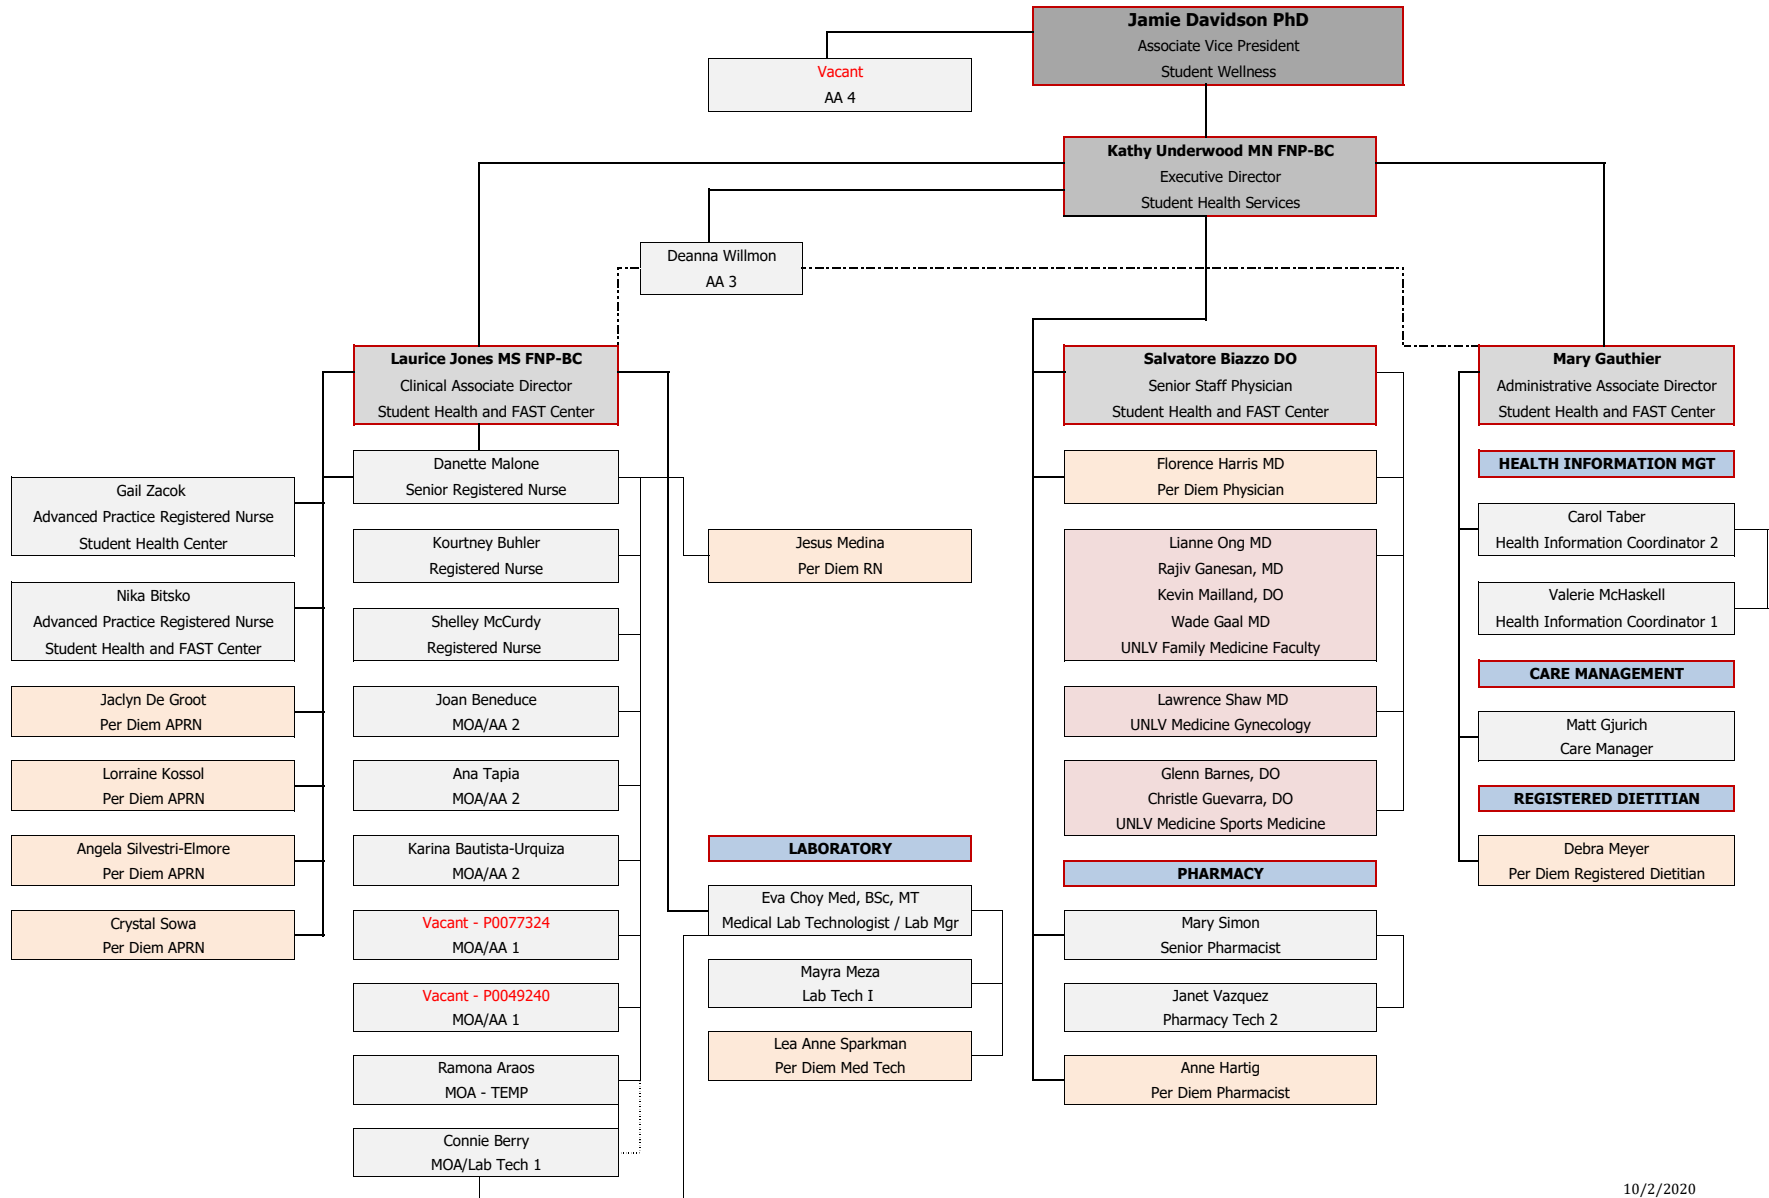 Jamie Davidson PhD
Associate Vice President
Student Wellness
Vacant
AA 4
Kathy Underwood MN FNP-BC
Executive Director
Student Health Services
Deanna Willmon
AA 3
Laurice Jones MS FNP-BC
Clinical Associate Director
Student Health and FAST Center
Salvatore Biazzo DO
Senior Staff Physician
Student Health and FAST Center
Mary Gauthier
Administrative Associate Director
Student Health and FAST Center
Gail Zacok
Advanced Practice Registered Nurse
Student Health Center
Nika Bitsko
Advanced Practice Registered Nurse
Student Health and FAST Center
Jaclyn De Groot
Per Diem APRN
Lorraine Kossol
Per Diem APRN
Angela Silvestri-Elmore
Per Diem APRN
Crystal Sowa
Per Diem APRN
Danette Malone
Senior Registered Nurse
Kourtney Buhler
Registered Nurse
Shelley McCurdy
Registered Nurse
Joan Beneduce
MOA/AA 2
Ana Tapia
MOA/AA 2
Karina Bautista-Urquiza
MOA/AA 2
Vacant - P0077324
MOA/AA 1
Vacant - P0049240
MOA/AA 1
Ramona Araos
MOA - TEMP
Connie Berry
MOA/Lab Tech 1
Jesus Medina
Per Diem RN
LABORATORY
Eva Choy Med, BSc, MT
Medical Lab Technologist / Lab Mgr
Mayra Meza
Lab Tech I
Lea Anne Sparkman
Per Diem Med Tech
Florence Harris MD
Per Diem Physician
Lianne Ong MD
Rajiv Ganesan, MD
Kevin Mailland, DO
Wade Gaal MD
UNLV Family Medicine Faculty
Lawrence Shaw MD
UNLV Medicine Gynecology
Glenn Barnes, DO
Christle Guevarra, DO
UNLV Medicine Sports Medicine
PHARMACY
Mary Simon
Senior Pharmacist
Janet Vazquez
Pharmacy Tech 2
Anne Hartig
Per Diem Pharmacist
HEALTH INFORMATION MGT
Carol Taber
Health Information Coordinator 2
Valerie McHaskell
Health Information Coordinator 1
CARE MANAGEMENT
Matt Gjurich
Care Manager
REGISTERED DIETITIAN
Debra Meyer
Per Diem Registered Dietitian
10/2/2020